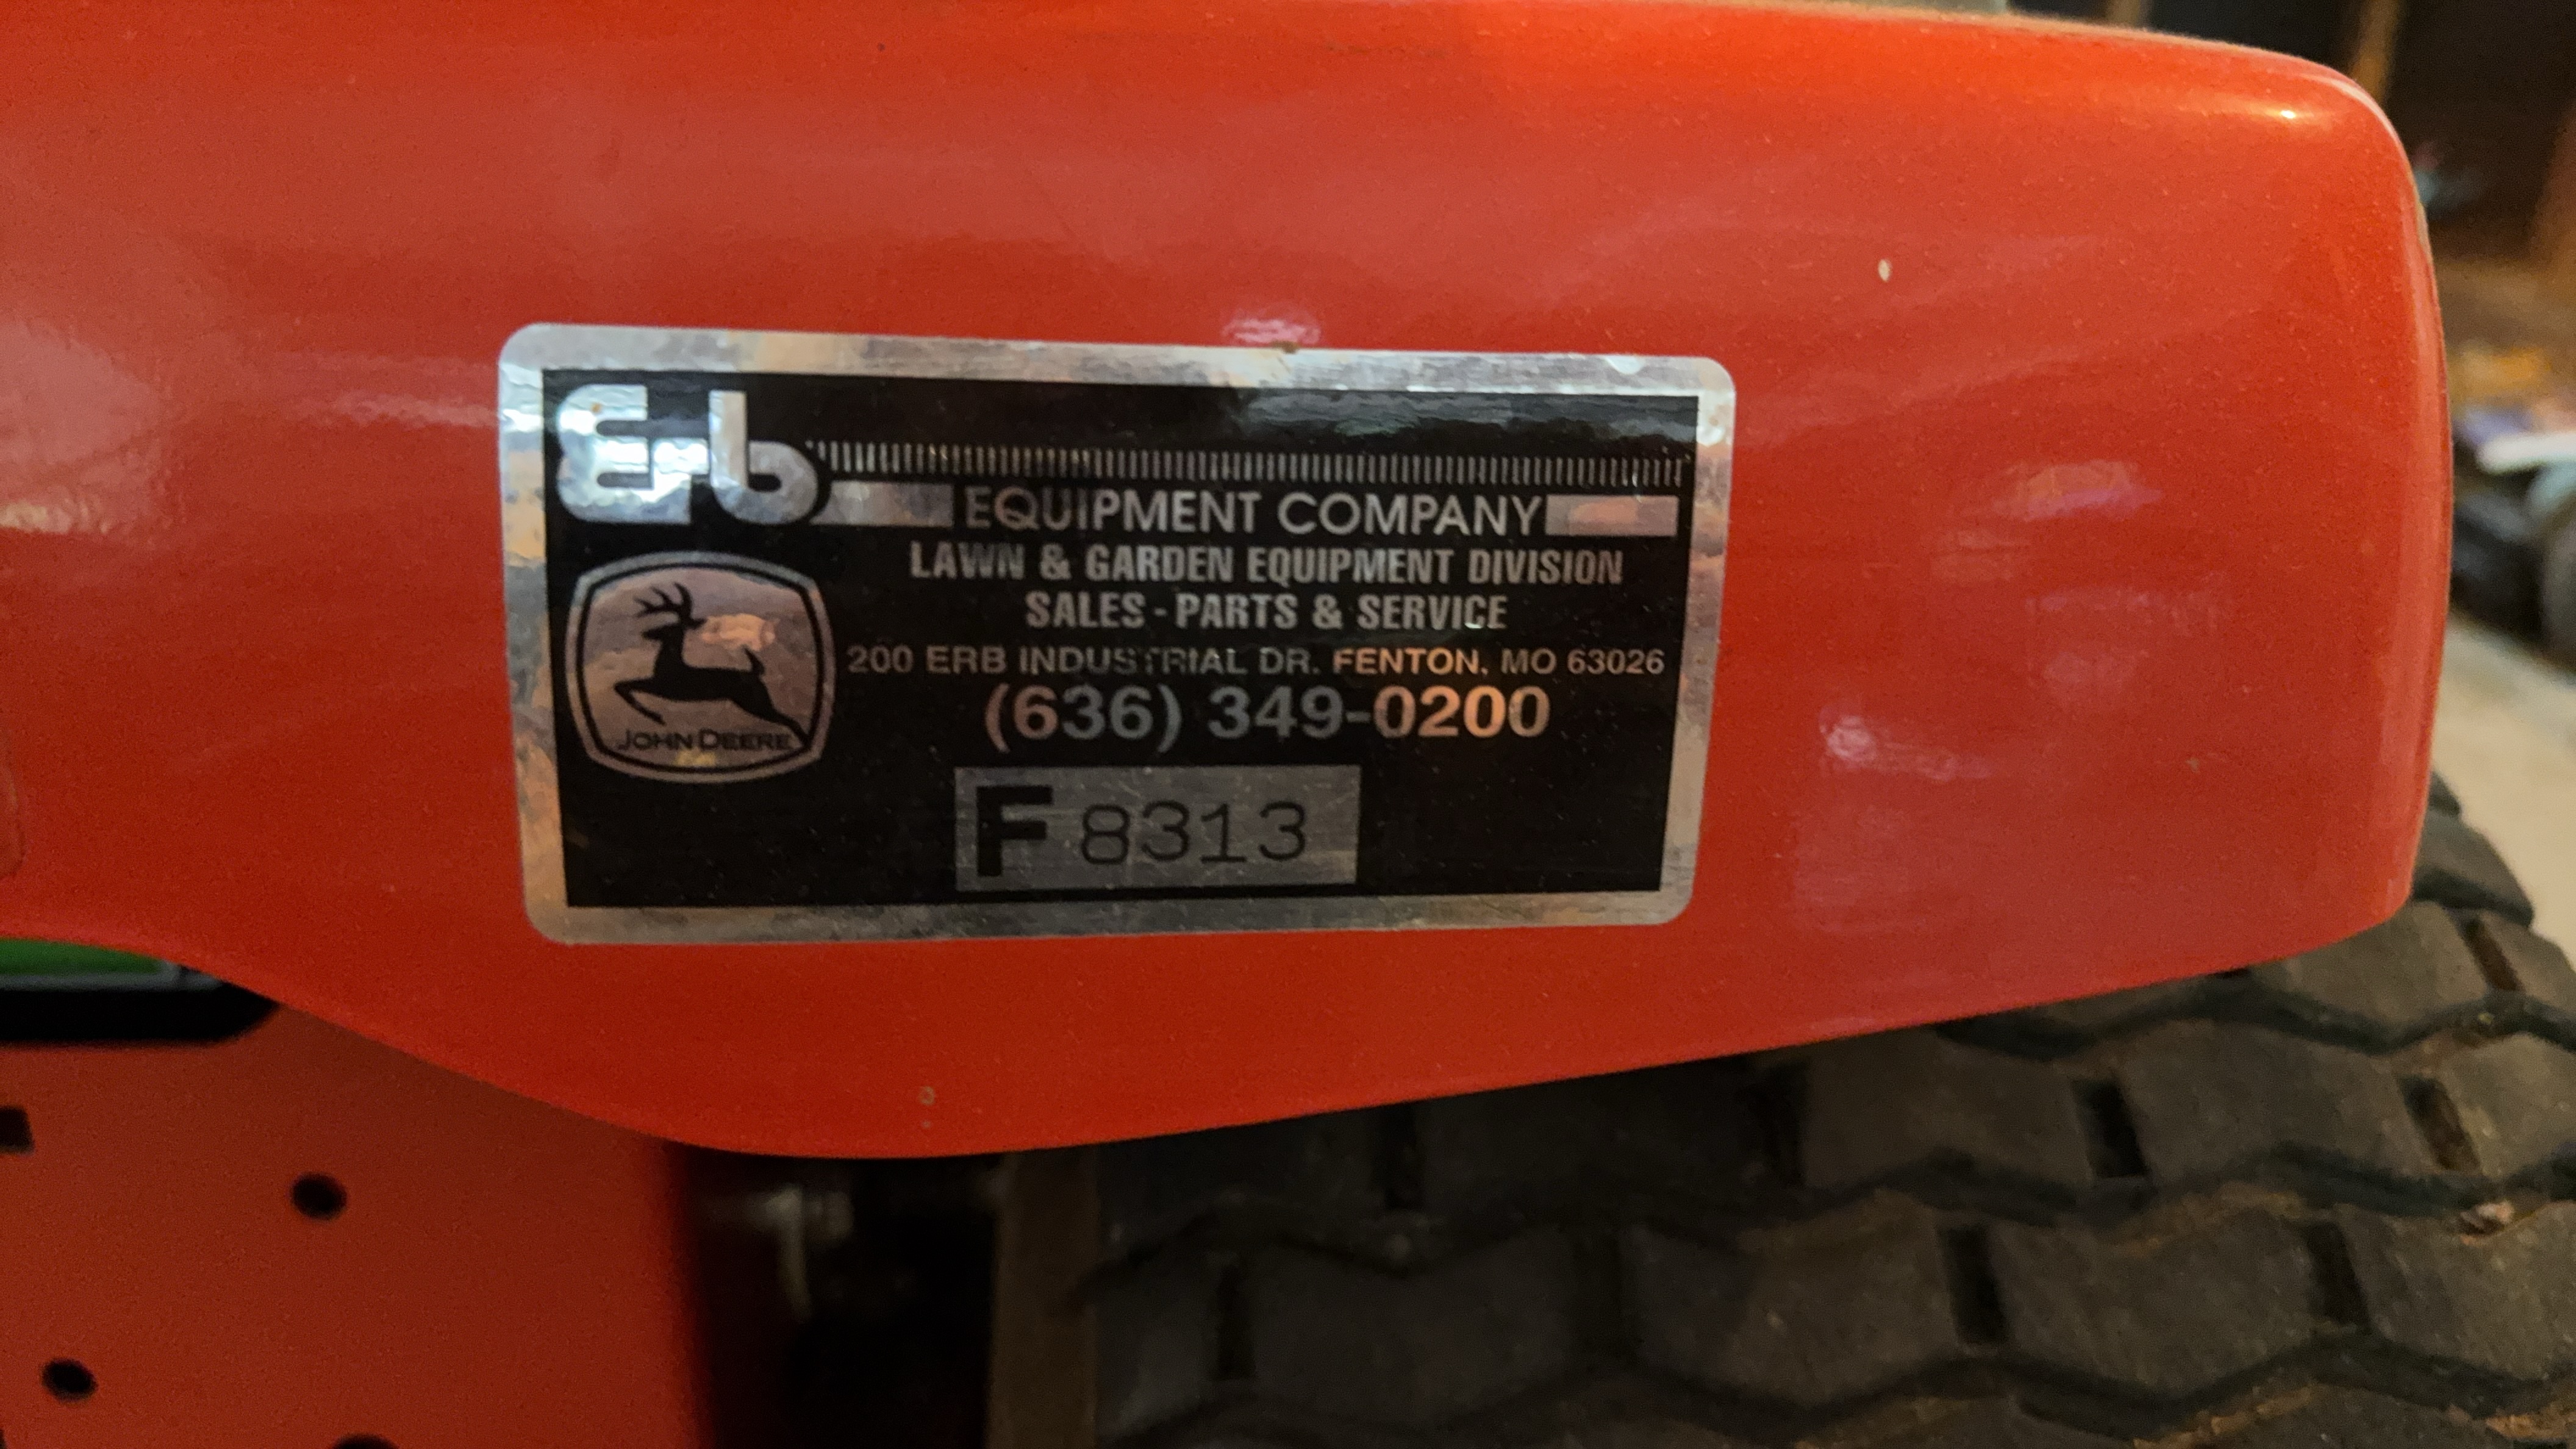 Erb
EQUIPMENT COMPANY
LAWN & GARDEN EQUIPMENT DIVISION
SALES - PARTS & SERVICE
200 ERB INDUSTRIAL DR. FENTON, MO 63026
(636) 349-0200
JOHN DEERE
F 8313